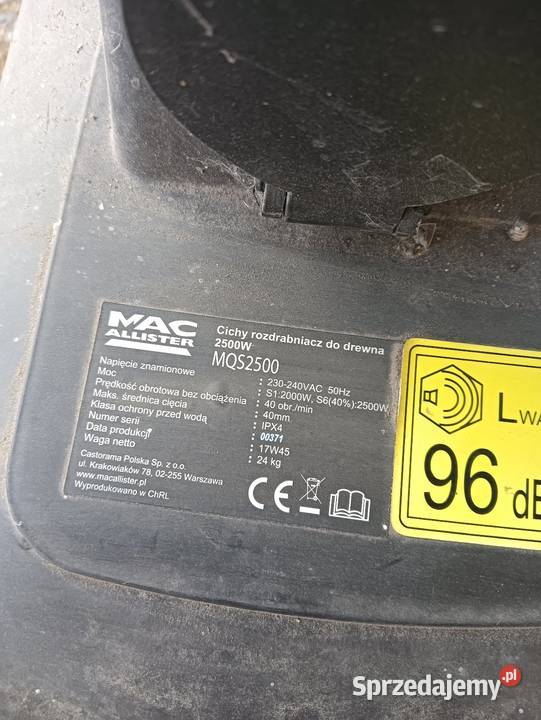 MAC
ALLISTER
Cichy rozdrabniacz do drewna
2500W
MQS2500
Napięcie znamionowe : 230-240VAC 50Hz
Moc : S1:2000W, S6(40%):2500W
Prędkość obrotowa bez obciążenia : 40 obr./min
Maks. średnica cięcia : 40mm
Klasa ochrony przed wodą : IPX4
Numer serii : 00371
Data produkcji : 17W45
Waga netto : 24 kg
Castorama Polska Sp. z o.o.
ul. Krakowiaków 78, 02-255 Warszawa
www.macallister.pl
Wyprodukowano w ChRL
CE
LWA
96 dB
Sprzedajemy.pl